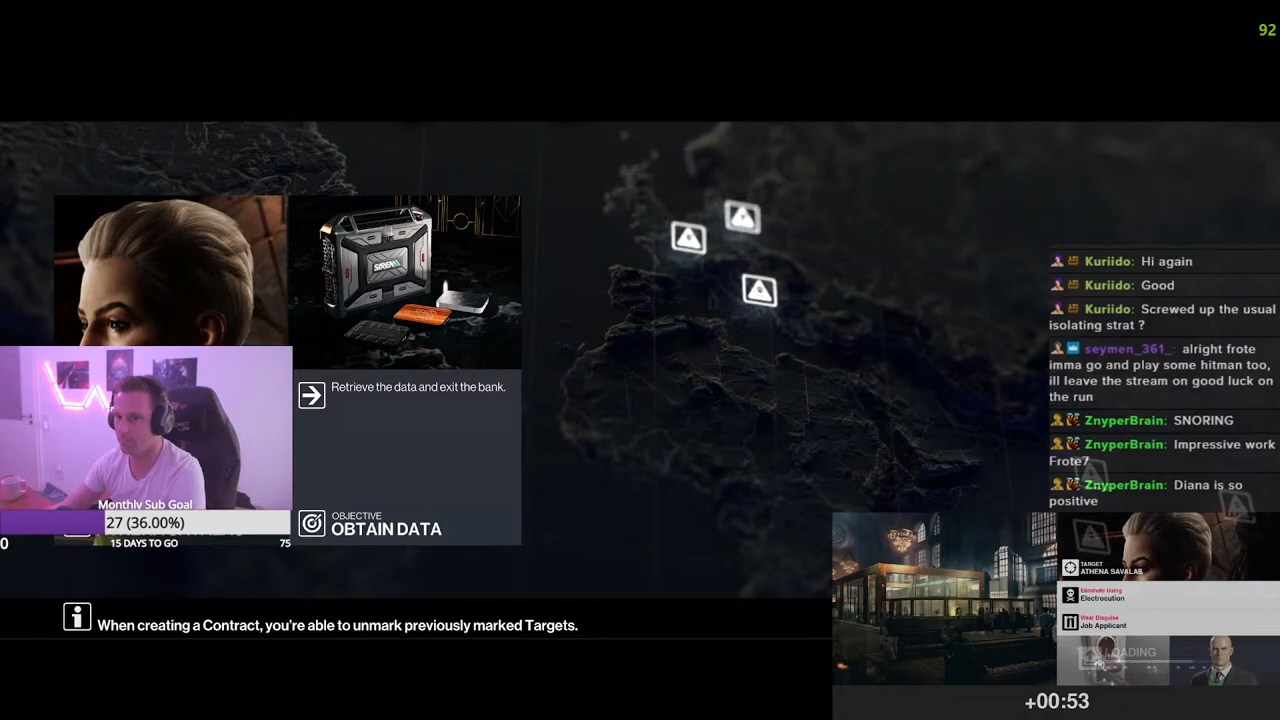 92
SIREN
Retrieve the data and exit the bank.
OBJECTIVE
OBTAIN DATA
Monthly Sub Goal
27 (36.00%)
0
15 DAYS TO GO
75
When creating a Contract, you're able to unmark previously marked Targets.
Kuriido: Hi again
Kuriido: Good
Kuriido: Screwed up the usual
isolating strat ?
seymen_361_: alright frote
imma go and play some hitman too,
ill leave the stream on good luck on
the run
ZnyperBrain: SNORING
ZnyperBrain: Impressive work
Frote7
ZnyperBrain: Diana is so
positive
TARGET
ATHENA SAVALAS
Eliminate Using
Electrocution
Wear Disguise
Job Applicant
LOADING
+00:53